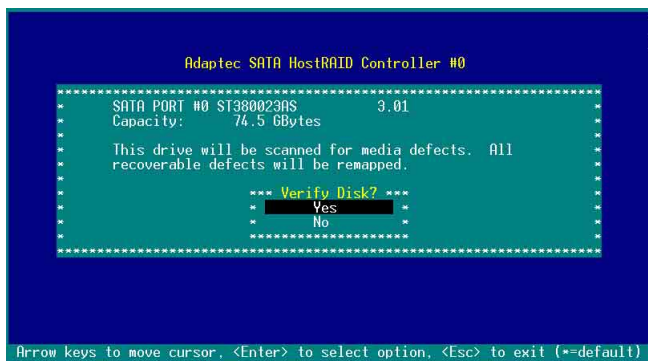 Adaptec SATA HostRAID Controller #0
SATA PORT #0 ST380023AS 3.01
Capacity: 74.5 GBytes
This drive will be scanned for media defects. All
recoverable defects will be remapped.
*** Verify Disk? ***
Yes
No
Arrow keys to move cursor, <Enter> to select option, <Esc> to exit (*=default)